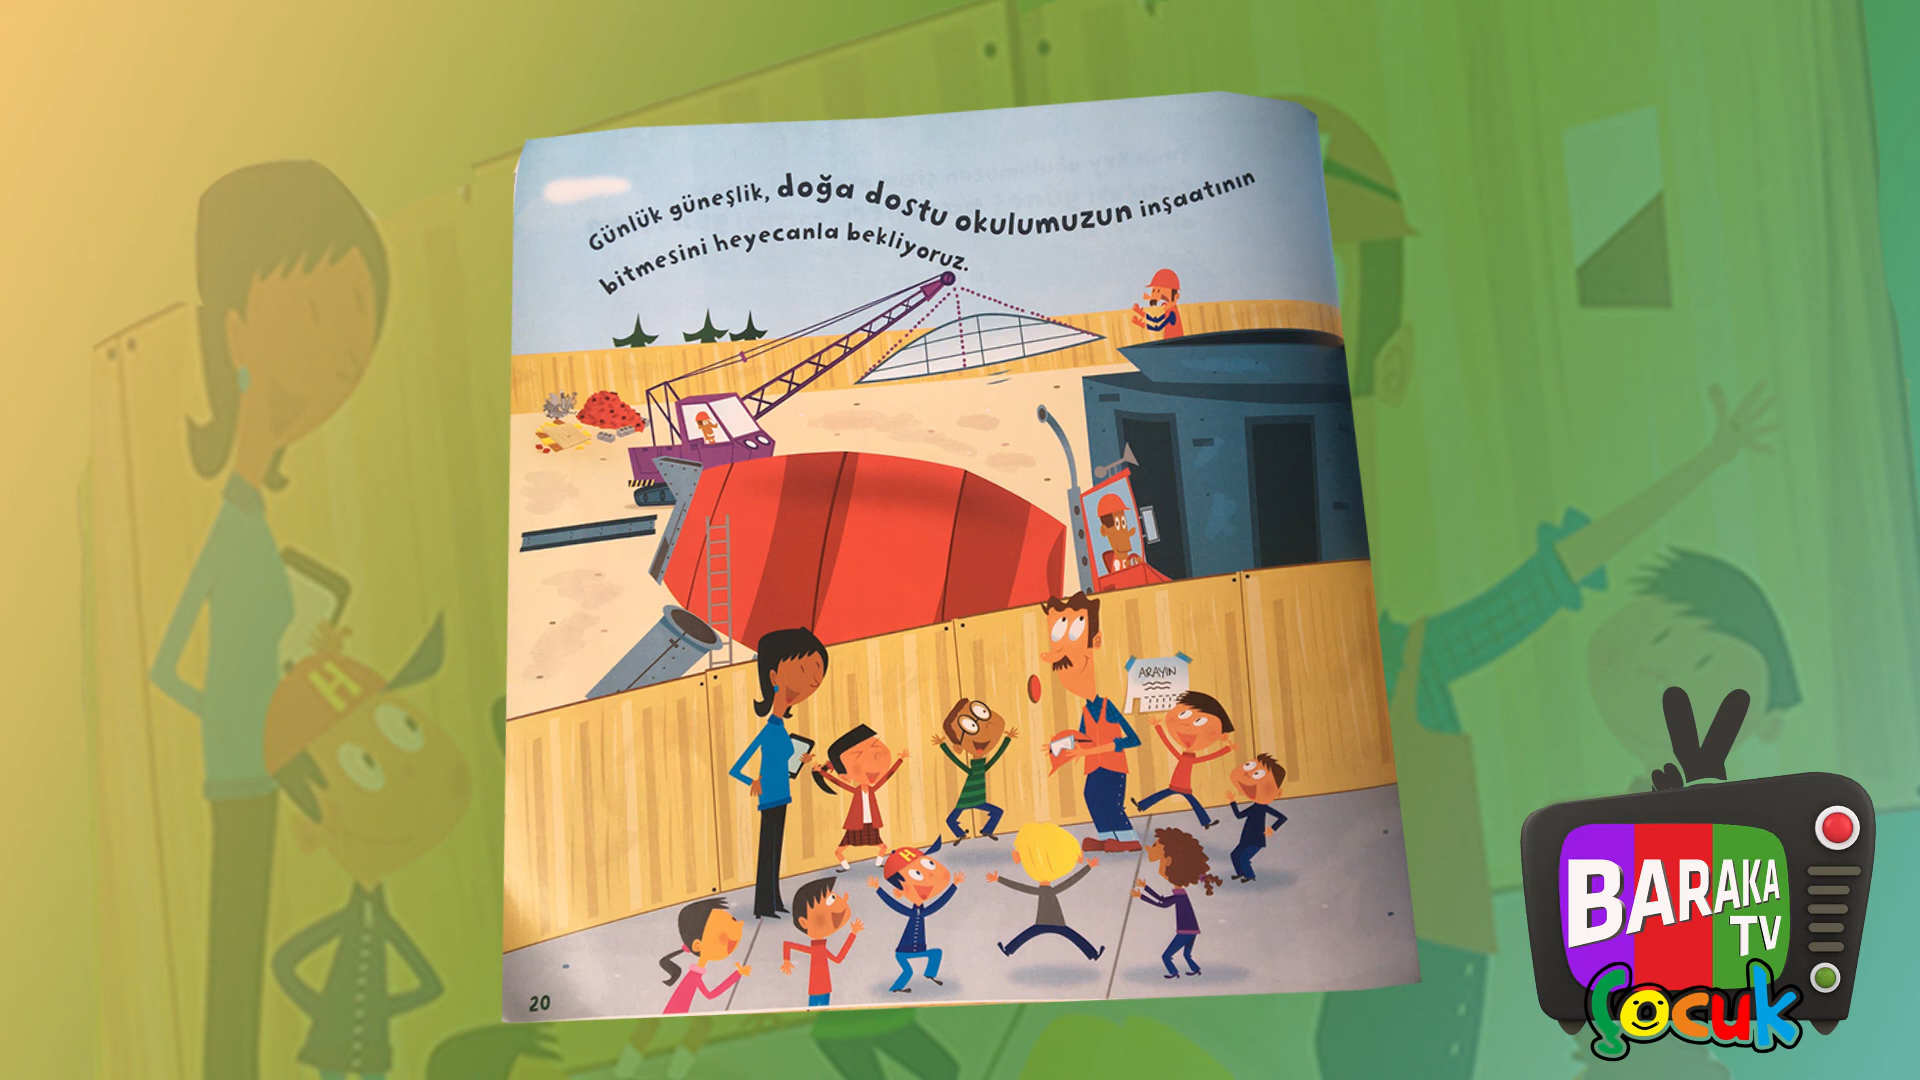 Günlük güneşlik, doğa dostu okulumuzun inşaatının
bitmesini heyecanla bekliyoruz.
ARAYIN
H
H
20
BARAKA
TV
Çocuk